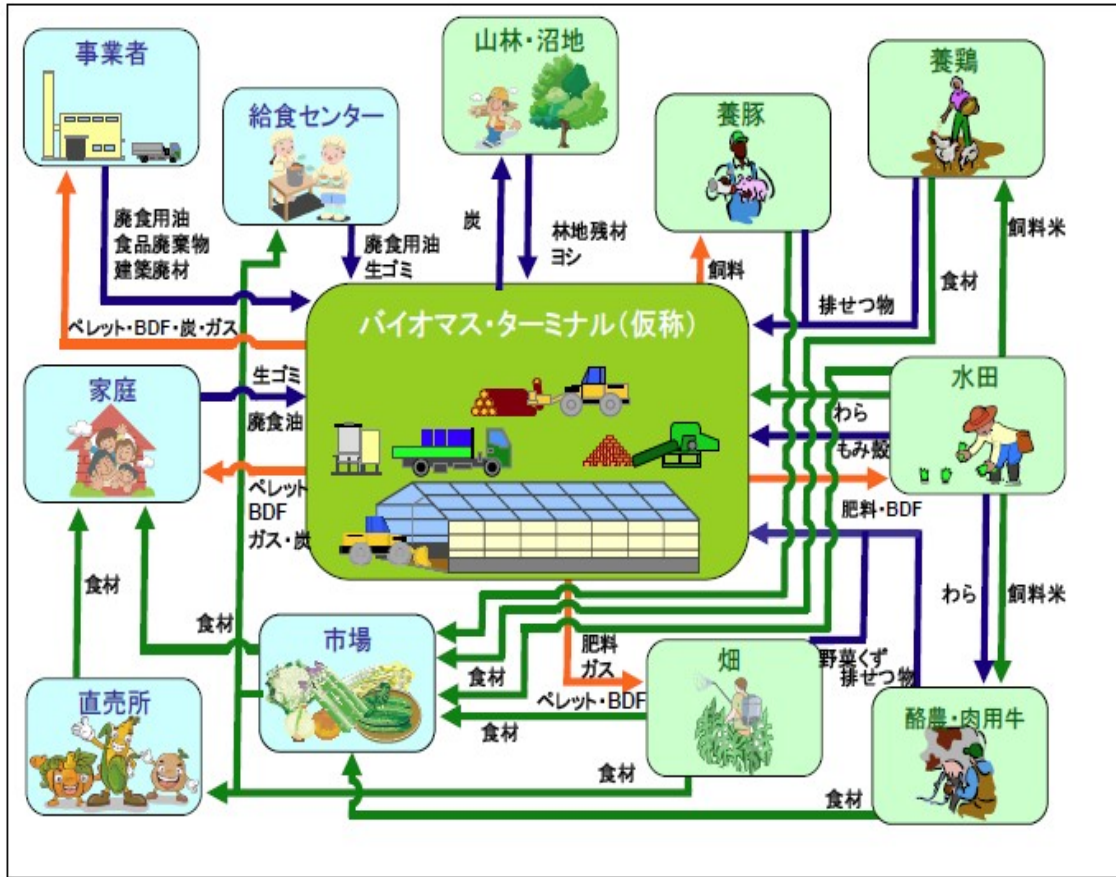 事業者
給食センター
山林・沼地
養豚
養鶏
廃食用油
食品廃棄物
建築廃材
廃食用油
生ゴミ
炭
林地残材
ヨシ
飼料
排せつ物
食材
飼料米
ペレット・BDF・炭・ガス
バイオマス・ターミナル(仮称)
家庭
生ゴミ
廃食油
水田
わら
もみ殻
ペレット
BDF
ガス・炭
肥料・BDF
食材
食材
市場
肥料
ガス
畑
わら
飼料米
野菜くず
排せつ物
食材
ペレット・BDF
直売所
食材
酪農・肉用牛
食材
食材